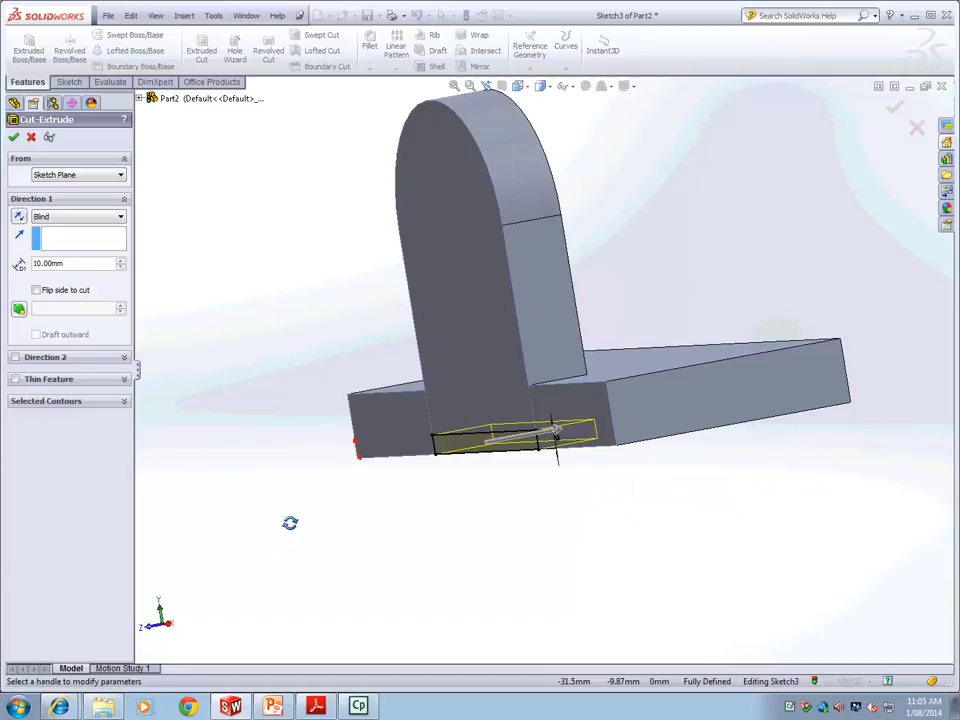 SOLIDWORKS File Edit View Insert Tools Window Help Sketch3 of Part2 * Search SolidWorks Help
Extruded Boss/Base Revolved Boss/Base Swept Boss/Base Lofted Boss/Base Boundary Boss/Base Extruded Cut Hole Wizard Revolved Cut Swept Cut Lofted Cut Boundary Cut Fillet Linear Pattern Rib Draft Shell Wrap Intersect Mirror Reference Geometry Curves Instant3D
Features Sketch Evaluate DimXpert Office Products
Part2 (Default<<Default>_...
Cut-Extrude ?
From
Sketch Plane
Direction 1
Blind
D1 10.00mm
Flip side to cut
Draft outward
Direction 2
Thin Feature
Selected Contours
Y
Z X
Model Motion Study 1
Select a handle to modify parameters -31.5mm -9.87mm 0mm Fully Defined Editing Sketch3 MMGS
11:05 AM
1/08/2014